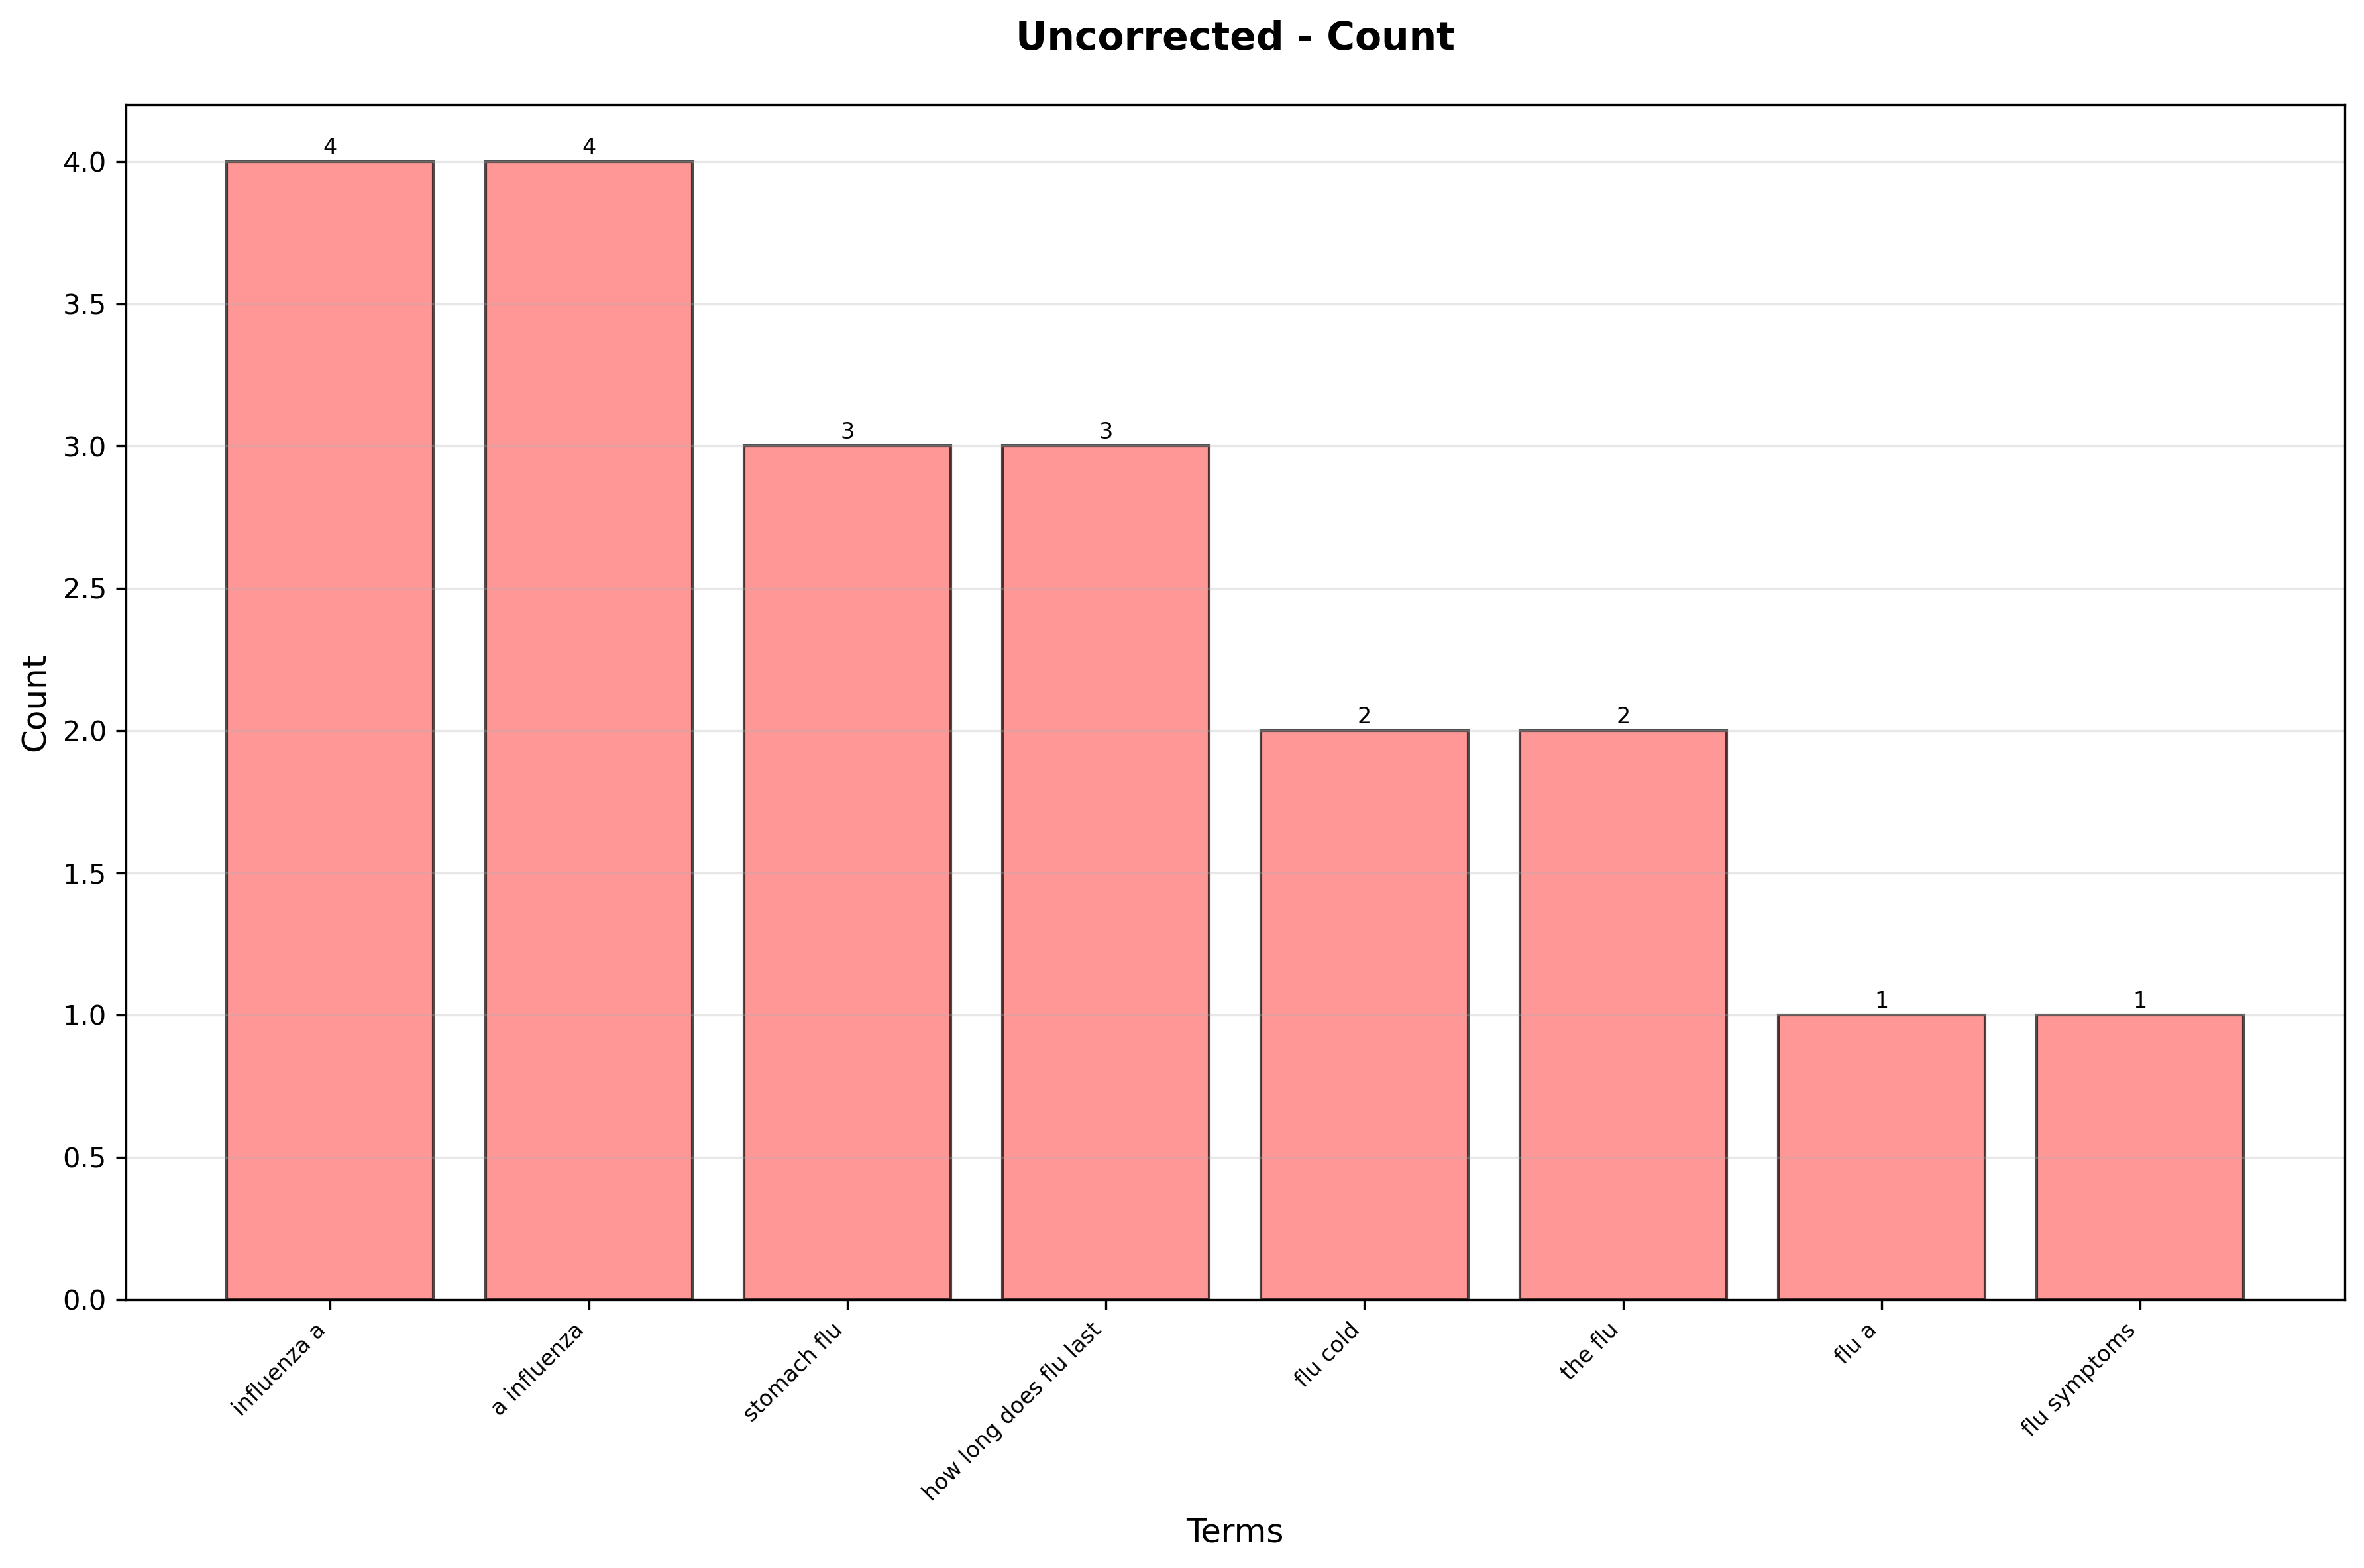 Uncorrected - Count
4 4
4.0
3.5
3 3
3.0
2.5
2 2
2.0
1.5
1 1
1.0
0.5
0.0
Count
influenza a
a influenza
stomach flu
how long does flu last
flu cold
the flu
flu a
flu symptoms
Terms